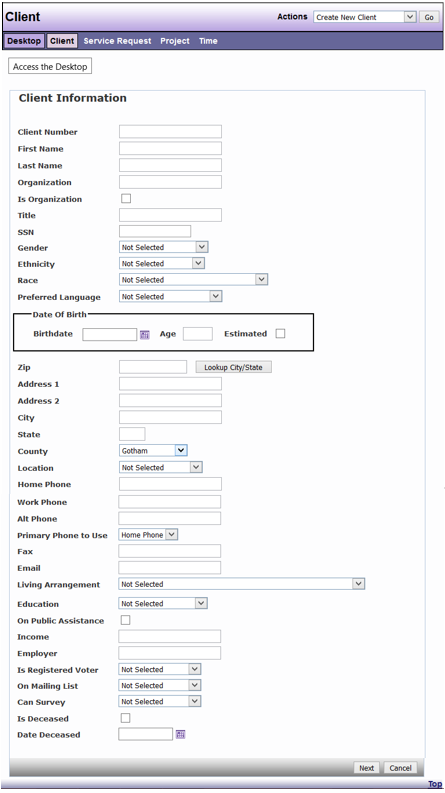 Client Actions Create New Client Go
Desktop Client Service Request Project Time
Access the Desktop
Client Information
Client Number
First Name
Last Name
Organization
Is Organization
Title
SSN
Gender Not Selected
Ethnicity Not Selected
Race Not Selected
Preferred Language Not Selected
Date Of Birth
Birthdate Age Estimated
Zip Lookup City/State
Address 1
Address 2
City
State
County Gotham
Location Not Selected
Home Phone
Work Phone
Alt Phone
Primary Phone to Use Home Phone
Fax
Email
Living Arrangement Not Selected
Education Not Selected
On Public Assistance
Income
Employer
Is Registered Voter Not Selected
On Mailing List Not Selected
Can Survey Not Selected
Is Deceased
Date Deceased
Next Cancel
Top